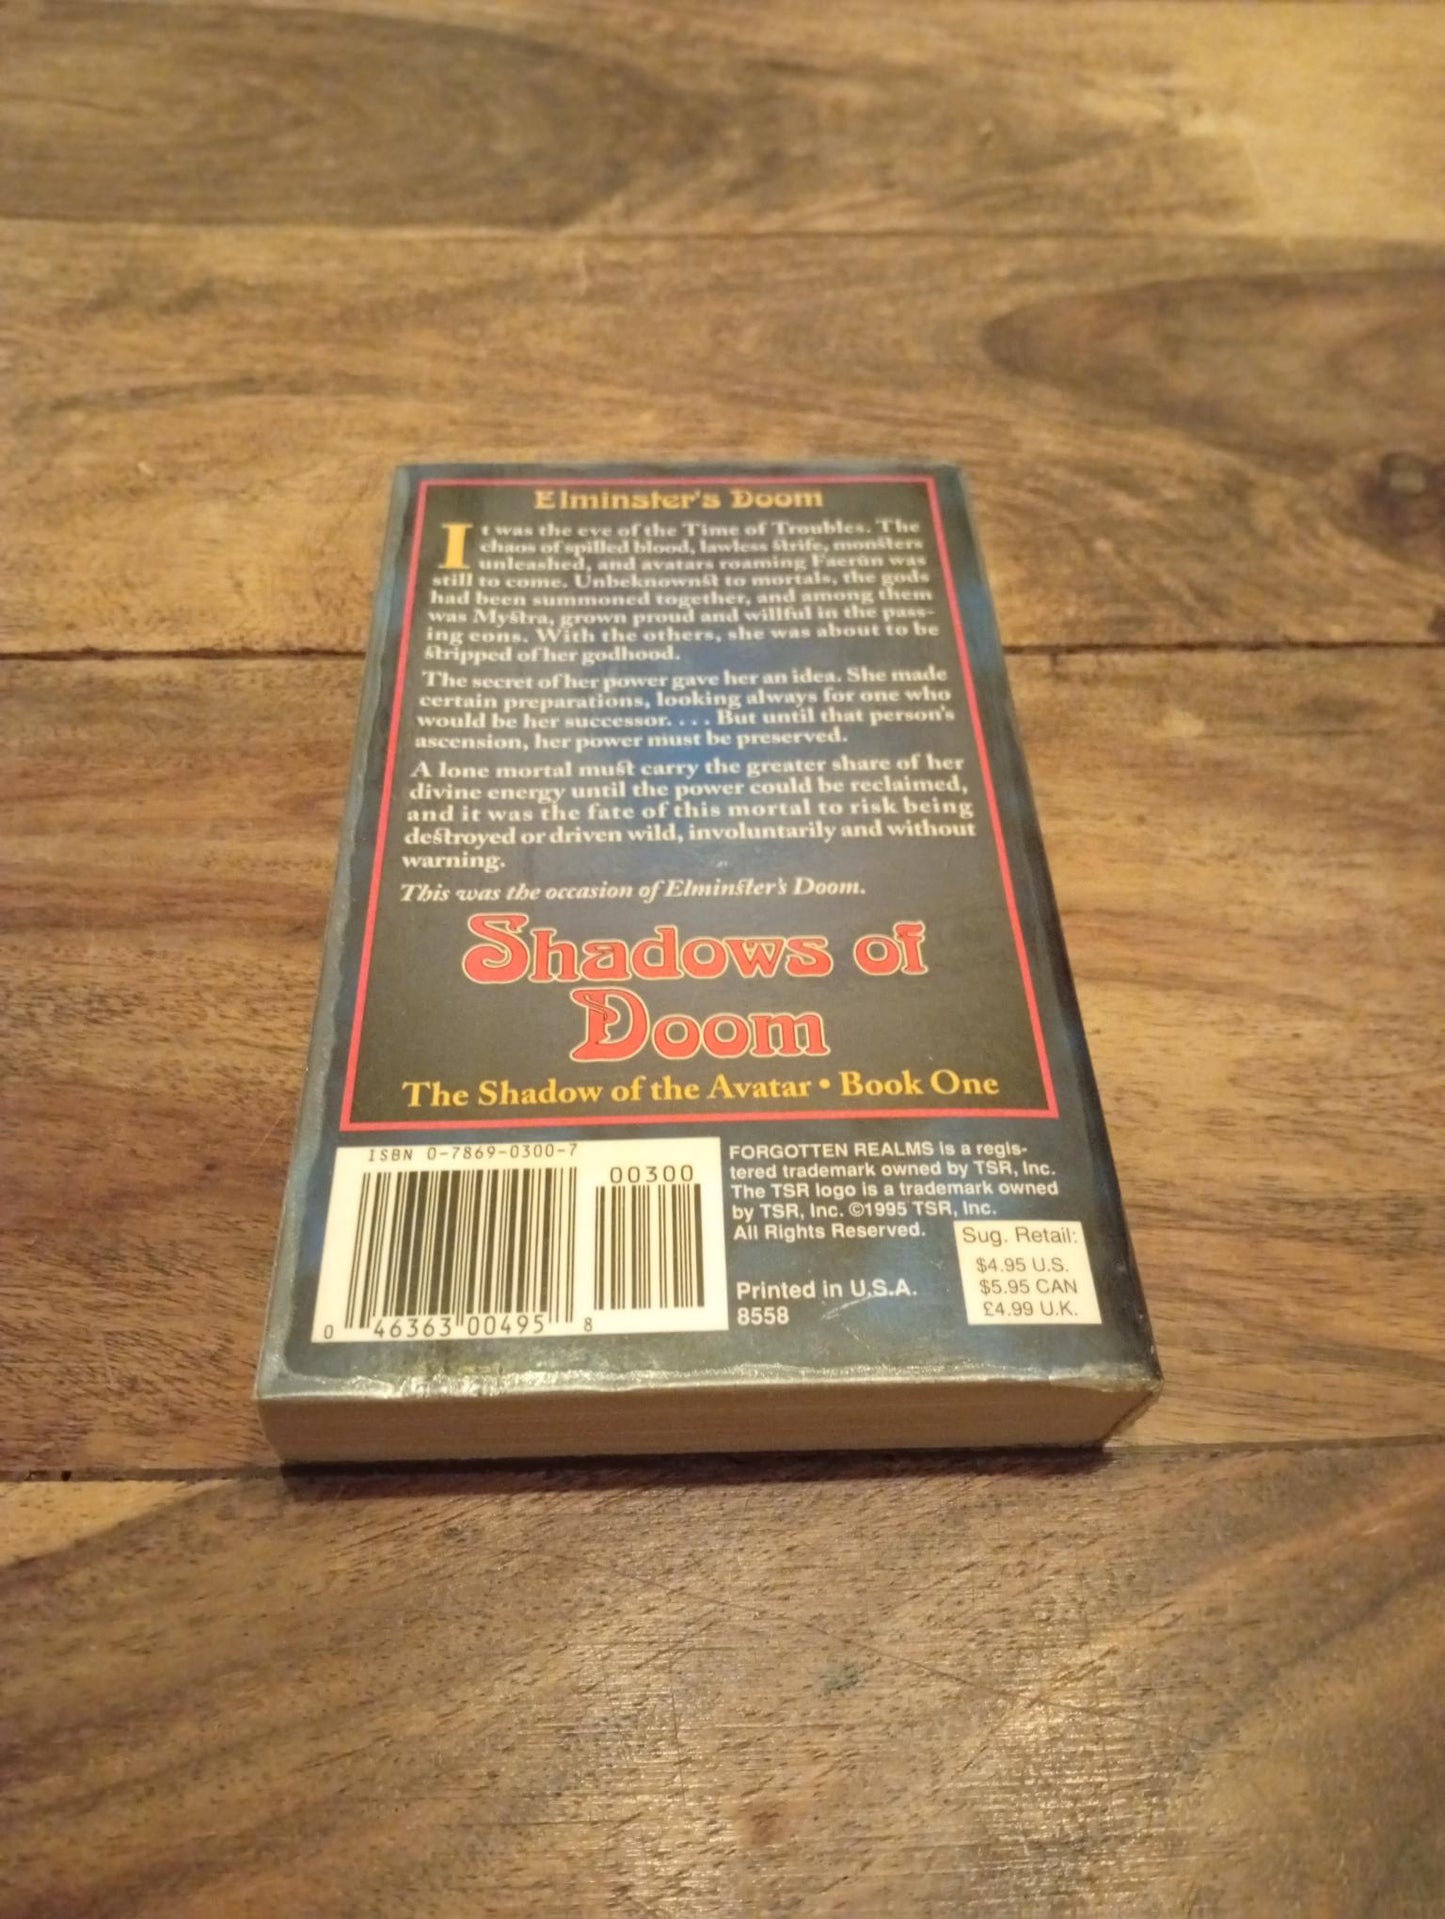 Elminster's Doom
It was the eve of the Time of Troubles. The
chaos of spilled blood, lawless strife, monsters
unleashed, and avatars roaming Faerûn was
still to come. Unbeknownst to mortals, the gods
had been summoned together, and among them
was Mystra, grown proud and willful in the pass-
ing eons. With the others, she was about to be
stripped of her godhood.
The secret of her power gave her an idea. She made
certain preparations, looking always for one who
would be her successor. . . . But until that person's
ascension, her power must be preserved.
A lone mortal must carry the greater share of her
divine energy until the power could be reclaimed,
and it was the fate of this mortal to risk being
destroyed or driven wild, involuntarily and without
warning.
This was the occasion of Elminster's Doom.
Shadows of
Doom
The Shadow of the Avatar • Book One
ISBN 0-7869-0300-7
00300
0 46363 00495 8
FORGOTTEN REALMS is a regis-
tered trademark owned by TSR, Inc.
The TSR logo is a trademark owned
by TSR, Inc. ©1995 TSR, Inc.
All Rights Reserved.
Printed in U.S.A.
8558
Sug. Retail:
$4.95 U.S.
$5.95 CAN
£4.99 U.K.